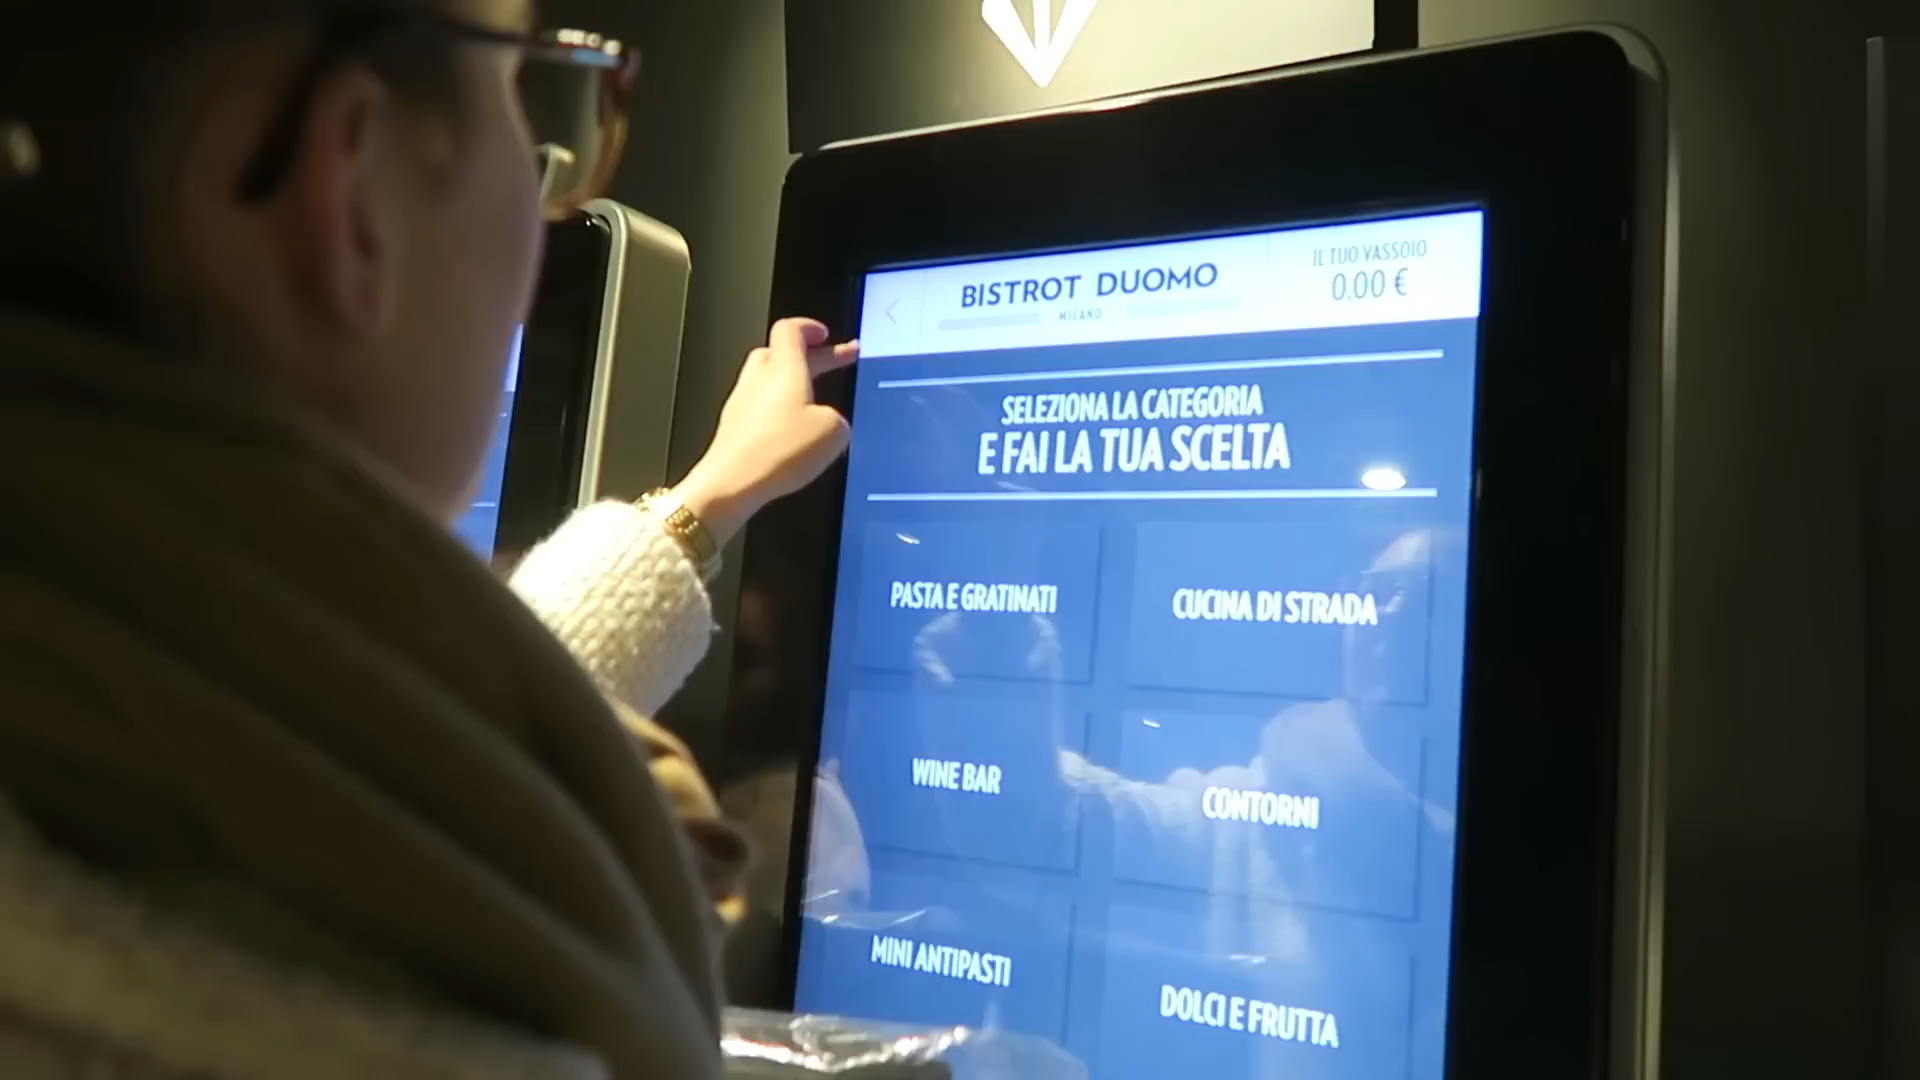 BISTROT DUOMO
MILANO
IL TUO VASSOIO
0.00 €
SELEZIONA LA CATEGORIA
E FAI LA TUA SCELTA
PASTA E GRATINATI
CUCINA DI STRADA
WINE BAR
CONTORNI
MINI ANTIPASTI
DOLCI E FRUTTA